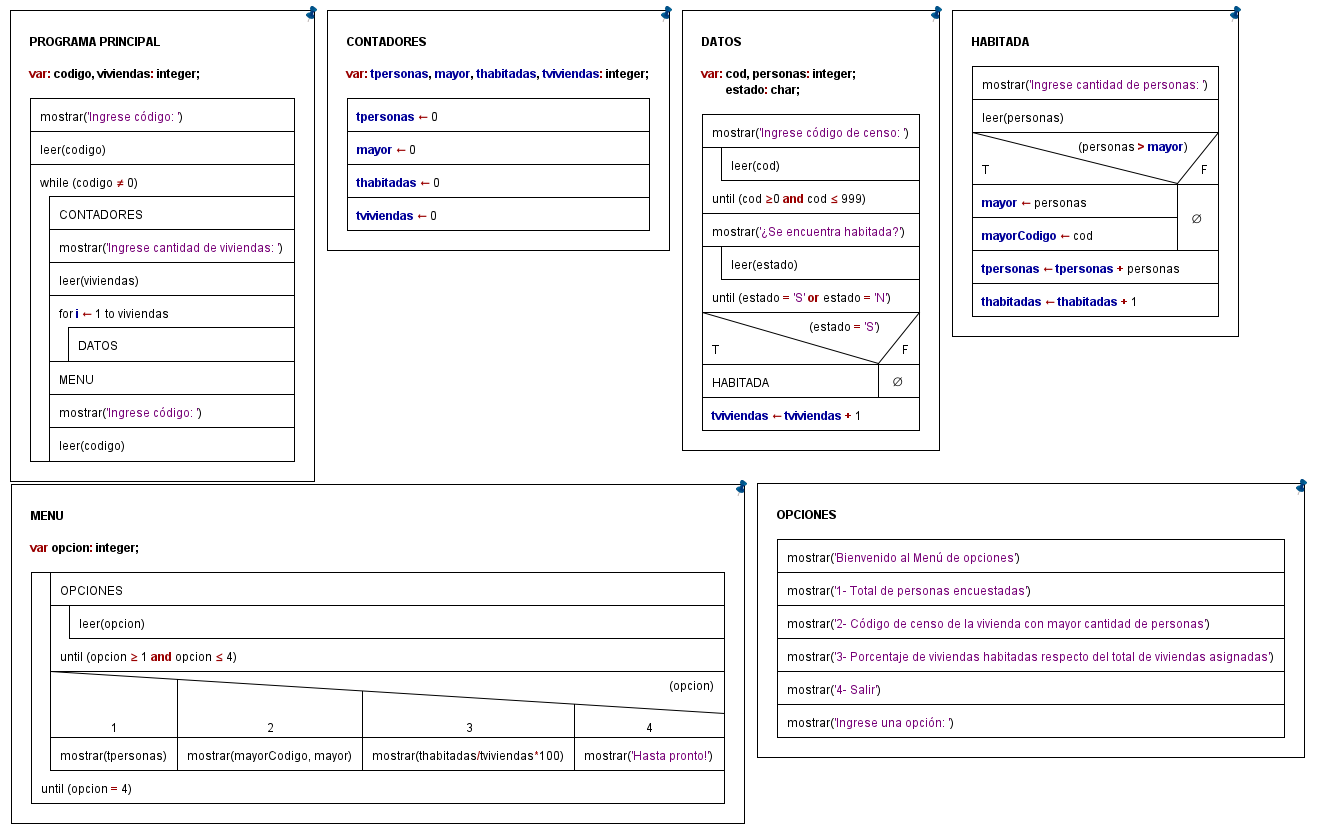 PROGRAMA PRINCIPAL
var: codigo, viviendas: integer;
mostrar('Ingrese código: ')
leer(codigo)
while (codigo ≠ 0)
CONTADORES
mostrar('Ingrese cantidad de viviendas: ')
leer(viviendas)
for i ← 1 to viviendas
DATOS
MENU
mostrar('Ingrese código: ')
leer(codigo)
CONTADORES
var: tpersonas, mayor, thabitadas, tviviendas: integer;
tpersonas ← 0
mayor ← 0
thabitadas ← 0
tviviendas ← 0
DATOS
var: cod, personas: integer;
estado: char;
mostrar('Ingrese código de censo: ')
leer(cod)
until (cod ≥0 and cod ≤ 999)
mostrar('¿Se encuentra habitada?')
leer(estado)
until (estado = 'S' or estado = 'N')
(estado = 'S')
T F
HABITADA ∅
tviviendas ← tviviendas + 1
HABITADA
mostrar('Ingrese cantidad de personas: ')
leer(personas)
(personas > mayor)
T F
mayor ← personas
∅
mayorCodigo ← cod
tpersonas ← tpersonas + personas
thabitadas ← thabitadas + 1
MENU
var opcion: integer;
OPCIONES
leer(opcion)
until (opcion ≥ 1 and opcion ≤ 4)
(opcion)
1 2 3 4
mostrar(tpersonas) mostrar(mayorCodigo, mayor) mostrar(thabitadas/tviviendas*100) mostrar('Hasta pronto!')
until (opcion = 4)
OPCIONES
mostrar('Bienvenido al Menú de opciones')
mostrar('1- Total de personas encuestadas')
mostrar('2- Código de censo de la vivienda con mayor cantidad de personas')
mostrar('3- Porcentaje de viviendas habitadas respecto del total de viviendas asignadas')
mostrar('4- Salir')
mostrar('Ingrese una opción: ')